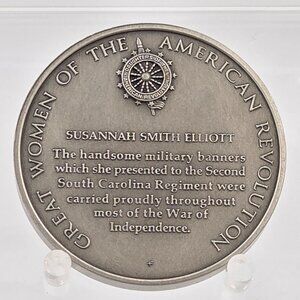 GREAT WOMEN OF THE AMERICAN REVOLUTION
SUSANNAH SMITH ELLIOTT
The handsome military banners
which she presented to the Second
South Carolina Regiment were
carried proudly throughout
most of the War of
Independence.